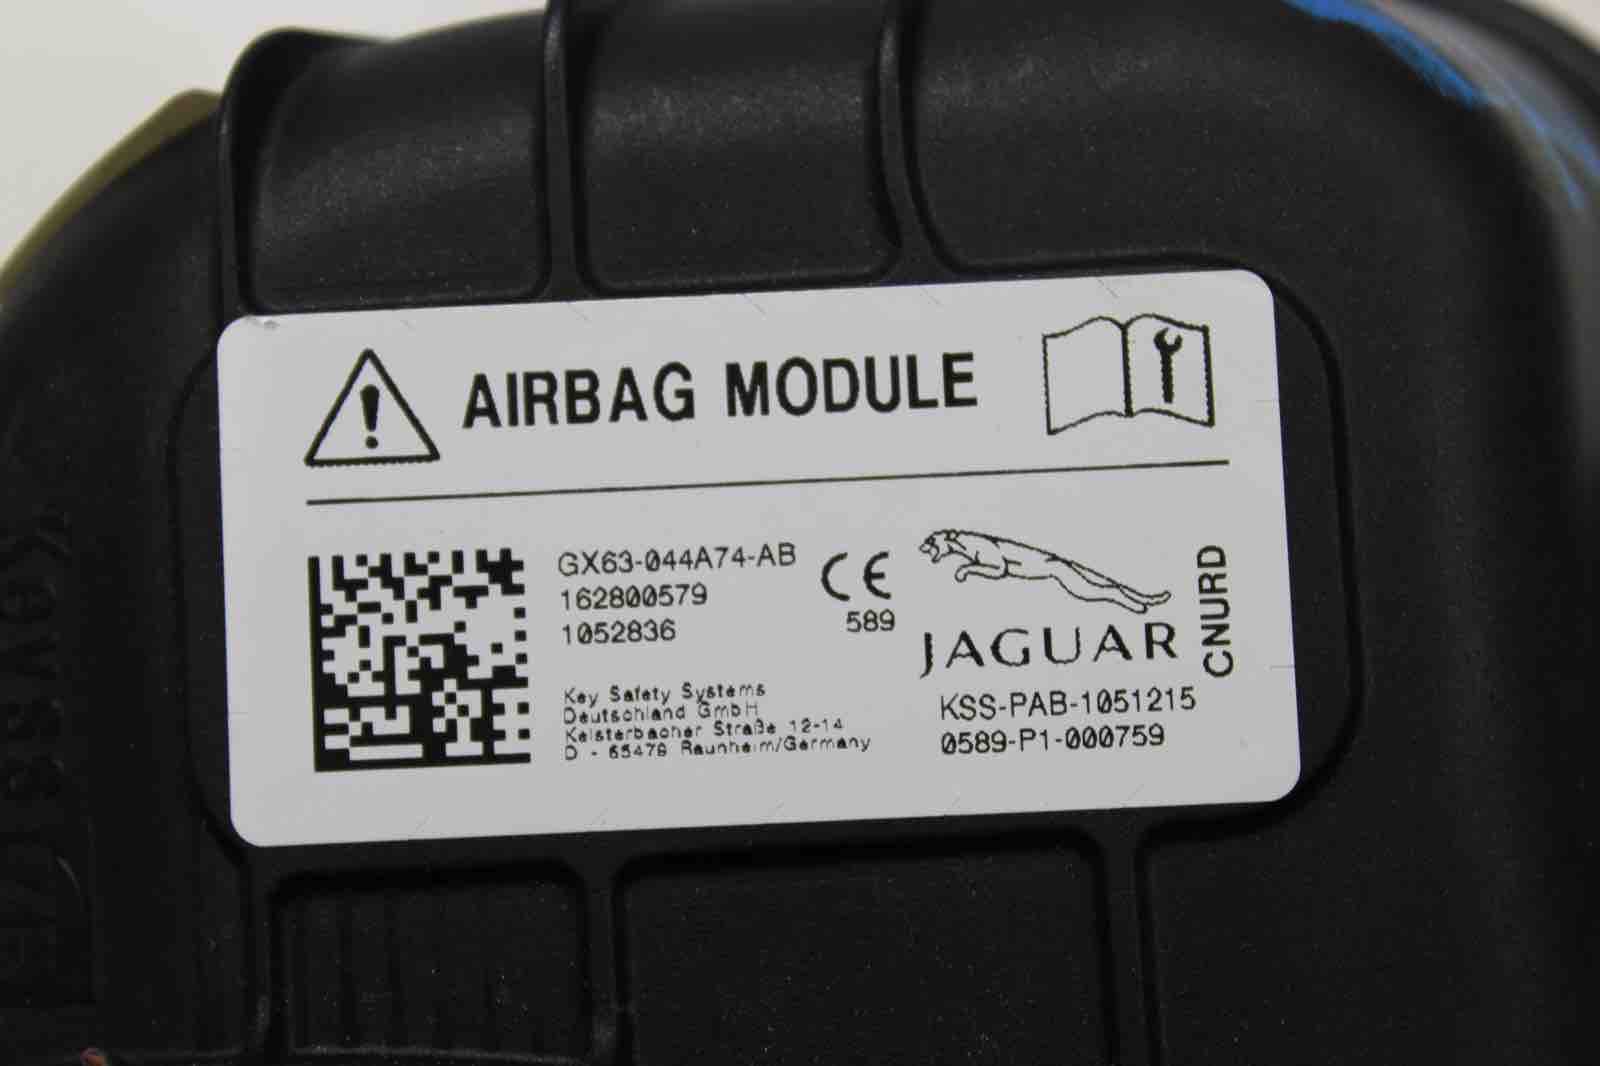 AIRBAG MODULE
GX63-044A74-AB
162800579
1052836
CE
589
JAGUAR
CNURD
KSS-PAB-1051215
0589-P1-000759
Key Safety Systems
Deutschland GmbH
Kelsterbacher Straße 12-14
D - 65479 Raunheim/Germany